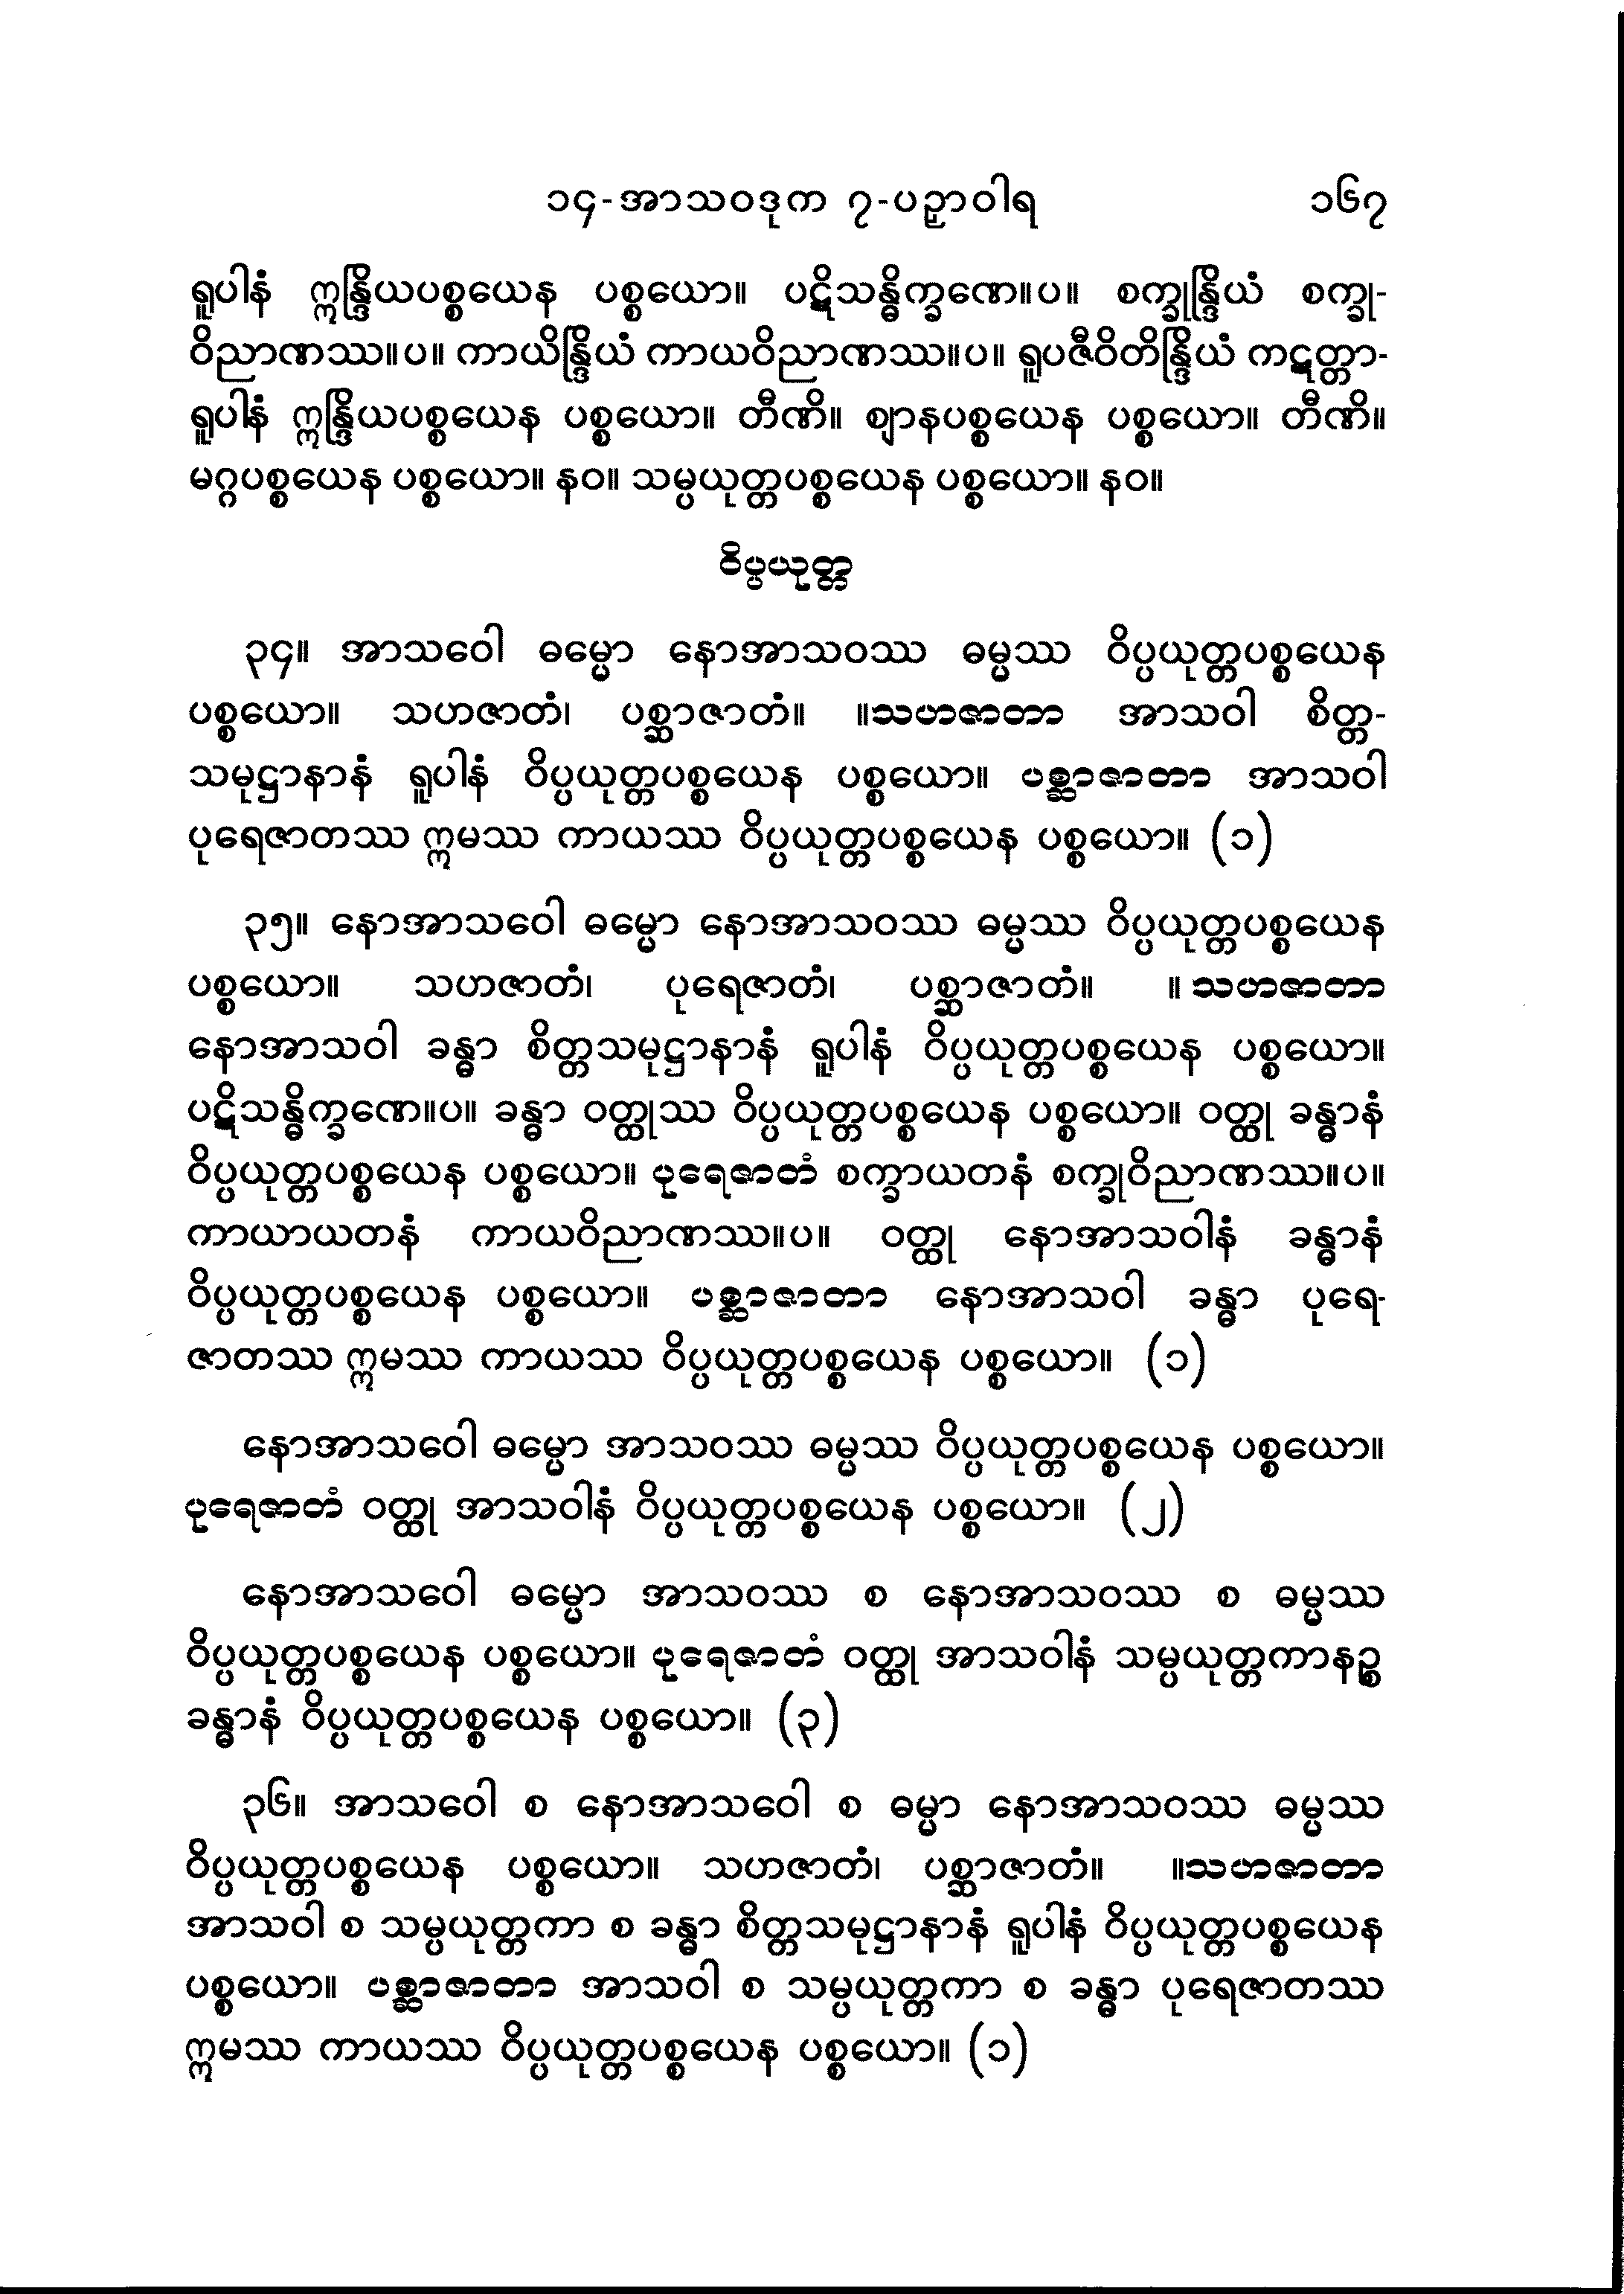 ၁၄-အာသဝဒုက ၇-ပဉှာဝါရ ၁၆၇
ရူပါနံ ဣန္ဒြိယပစ္စယေန ပစ္စယော။ ပဋိသန္ဓိက္ခဏေ။ပ။ စက္ခုန္ဒြိယံ စက္ခု-
ဝိညာဏဿ။ပ။ ကာယိန္ဒြိယံ ကာယဝိညာဏဿ။ပ။ ရူပဇီဝိတိန္ဒြိယံ ကဋတ္တာ-
ရူပါနံ ဣန္ဒြိယပစ္စယေန ပစ္စယော။ တီဏိ။ ဈာနပစ္စယေန ပစ္စယော။ တီဏိ။
မဂ္ဂပစ္စယေန ပစ္စယော။ နဝ။ သမ္ပယုတ္တပစ္စယေန ပစ္စယော။ နဝ။
ဝိပ္ပယုတ္တ
၃၄။ အာသဝေါ ဓမ္မော နောအာသဝဿ ဓမ္မဿ ဝိပ္ပယုတ္တပစ္စယေန
ပစ္စယော။ သဟဇာတံ၊ ပစ္ဆာဇာတံ။ ။သဟဇာတာ အာသဝါ စိတ္တ-
သမုဋ္ဌာနာနံ ရူပါနံ ဝိပ္ပယုတ္တပစ္စယေန ပစ္စယော။ ပစ္ဆာဇာတာ အာသဝါ
ပုရေဇာတဿ ဣမဿ ကာယဿ ဝိပ္ပယုတ္တပစ္စယေန ပစ္စယော။ (၁)
၃၅။ နောအာသဝေါ ဓမ္မော နောအာသဝဿ ဓမ္မဿ ဝိပ္ပယုတ္တပစ္စယေန
ပစ္စယော။ သဟဇာတံ၊ ပုရေဇာတံ၊ ပစ္ဆာဇာတံ။ ။သဟဇာတာ
နောအာသဝါ ခန္ဓာ စိတ္တသမုဋ္ဌာနာနံ ရူပါနံ ဝိပ္ပယုတ္တပစ္စယေန ပစ္စယော။
ပဋိသန္ဓိက္ခဏေ။ပ။ ခန္ဓာ ဝတ္ထုဿ ဝိပ္ပယုတ္တပစ္စယေန ပစ္စယော။ ဝတ္ထု ခန္ဓာနံ
ဝိပ္ပယုတ္တပစ္စယေန ပစ္စယော။ ပုရေဇာတံ စက္ခာယတနံ စက္ခုဝိညာဏဿ။ပ။
ကာယာယတနံ ကာယဝိညာဏဿ။ပ။ ဝတ္ထု နောအာသဝါနံ ခန္ဓာနံ
ဝိပ္ပယုတ္တပစ္စယေန ပစ္စယော။ ပစ္ဆာဇာတာ နောအာသဝါ ခန္ဓာ ပုရေ-
ဇာတဿ ဣမဿ ကာယဿ ဝိပ္ပယုတ္တပစ္စယေန ပစ္စယော။ (၁)
နောအာသဝေါ ဓမ္မော အာသဝဿ ဓမ္မဿ ဝိပ္ပယုတ္တပစ္စယေန ပစ္စယော။
ပုရေဇာတံ ဝတ္ထု အာသဝါနံ ဝိပ္ပယုတ္တပစ္စယေန ပစ္စယော။ (၂)
နောအာသဝေါ ဓမ္မော အာသဝဿ စ နောအာသဝဿ စ ဓမ္မဿ
ဝိပ္ပယုတ္တပစ္စယေန ပစ္စယော။ ပုရေဇာတံ ဝတ္ထု အာသဝါနံ သမ္ပယုတ္တကာနဉ္စ
ခန္ဓာနံ ဝိပ္ပယုတ္တပစ္စယေန ပစ္စယော။ (၃)
၃၆။ အာသဝေါ စ နောအာသဝေါ စ ဓမ္မာ နောအာသဝဿ ဓမ္မဿ
ဝိပ္ပယုတ္တပစ္စယေန ပစ္စယော။ သဟဇာတံ၊ ပစ္ဆာဇာတံ။ ။သဟဇာတာ
အာသဝါ စ သမ္ပယုတ္တကာ စ ခန္ဓာ စိတ္တသမုဋ္ဌာနာနံ ရူပါနံ ဝိပ္ပယုတ္တပစ္စယေန
ပစ္စယော။ ပစ္ဆာဇာတာ အာသဝါ စ သမ္ပယုတ္တကာ စ ခန္ဓာ ပုရေဇာတဿ
ဣမဿ ကာယဿ ဝိပ္ပယုတ္တပစ္စယေန ပစ္စယော။ (၁)